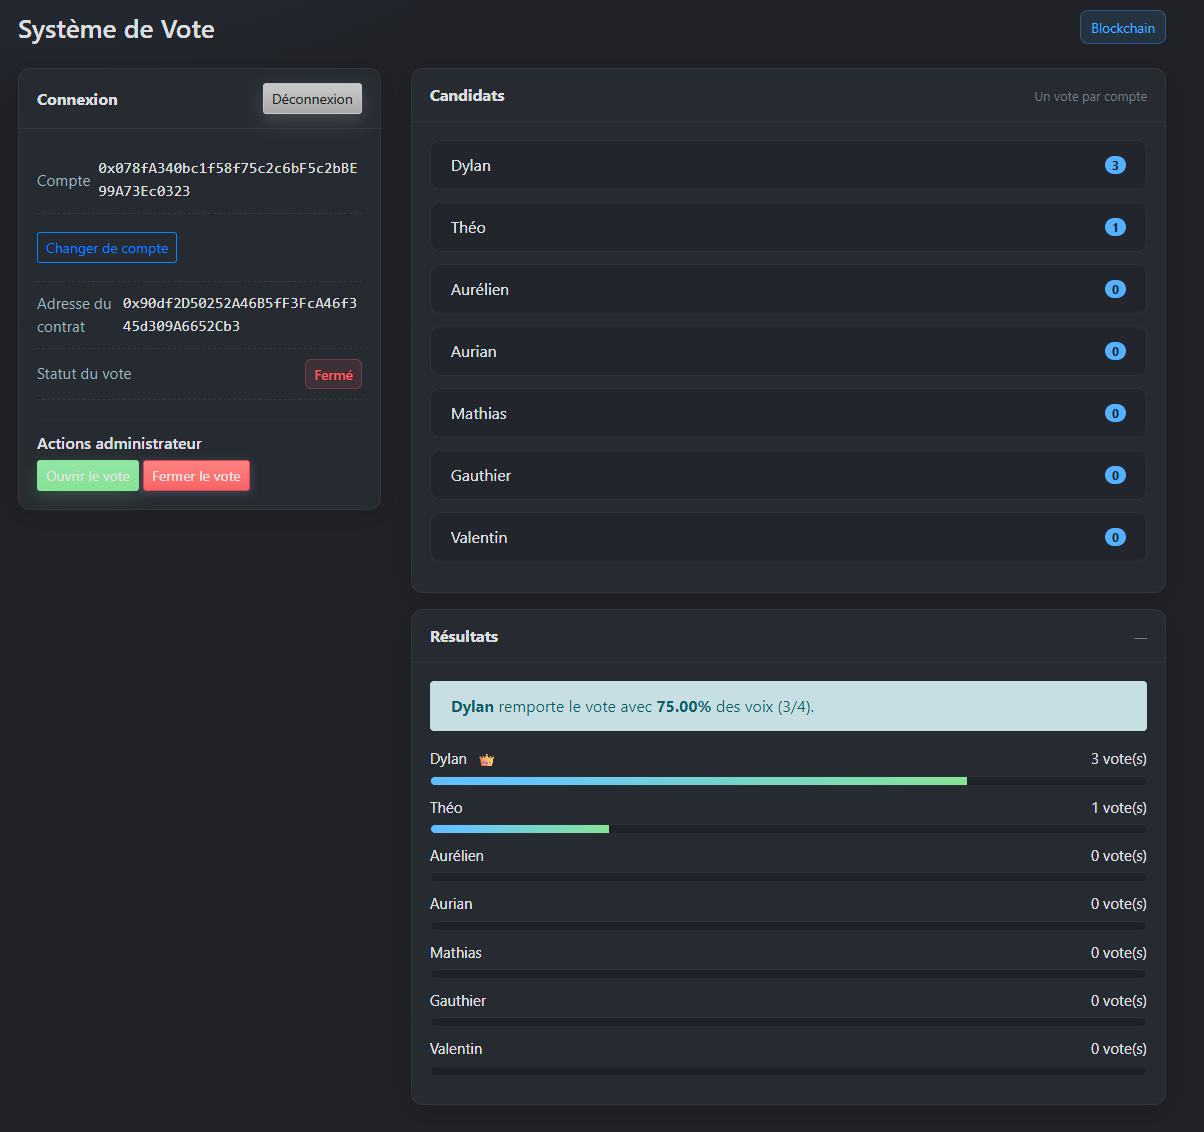 Système de Vote
Blockchain
Connexion
Déconnexion
Compte
0x078fA340bc1f58f75c2c6bF5c2bBE
99A73Ec0323
Changer de compte
Adresse du
contrat
0x90df2D50252A46B5fF3FcA46f3
45d309A6652Cb3
Statut du vote
Fermé
Actions administrateur
Ouvrir le vote
Fermer le vote
Candidats
Un vote par compte
Dylan 3
Théo 1
Aurélien 0
Aurian 0
Mathias 0
Gauthier 0
Valentin 0
Résultats
—
Dylan remporte le vote avec 75.00% des voix (3/4).
Dylan 3 vote(s)
Théo 1 vote(s)
Aurélien 0 vote(s)
Aurian 0 vote(s)
Mathias 0 vote(s)
Gauthier 0 vote(s)
Valentin 0 vote(s)